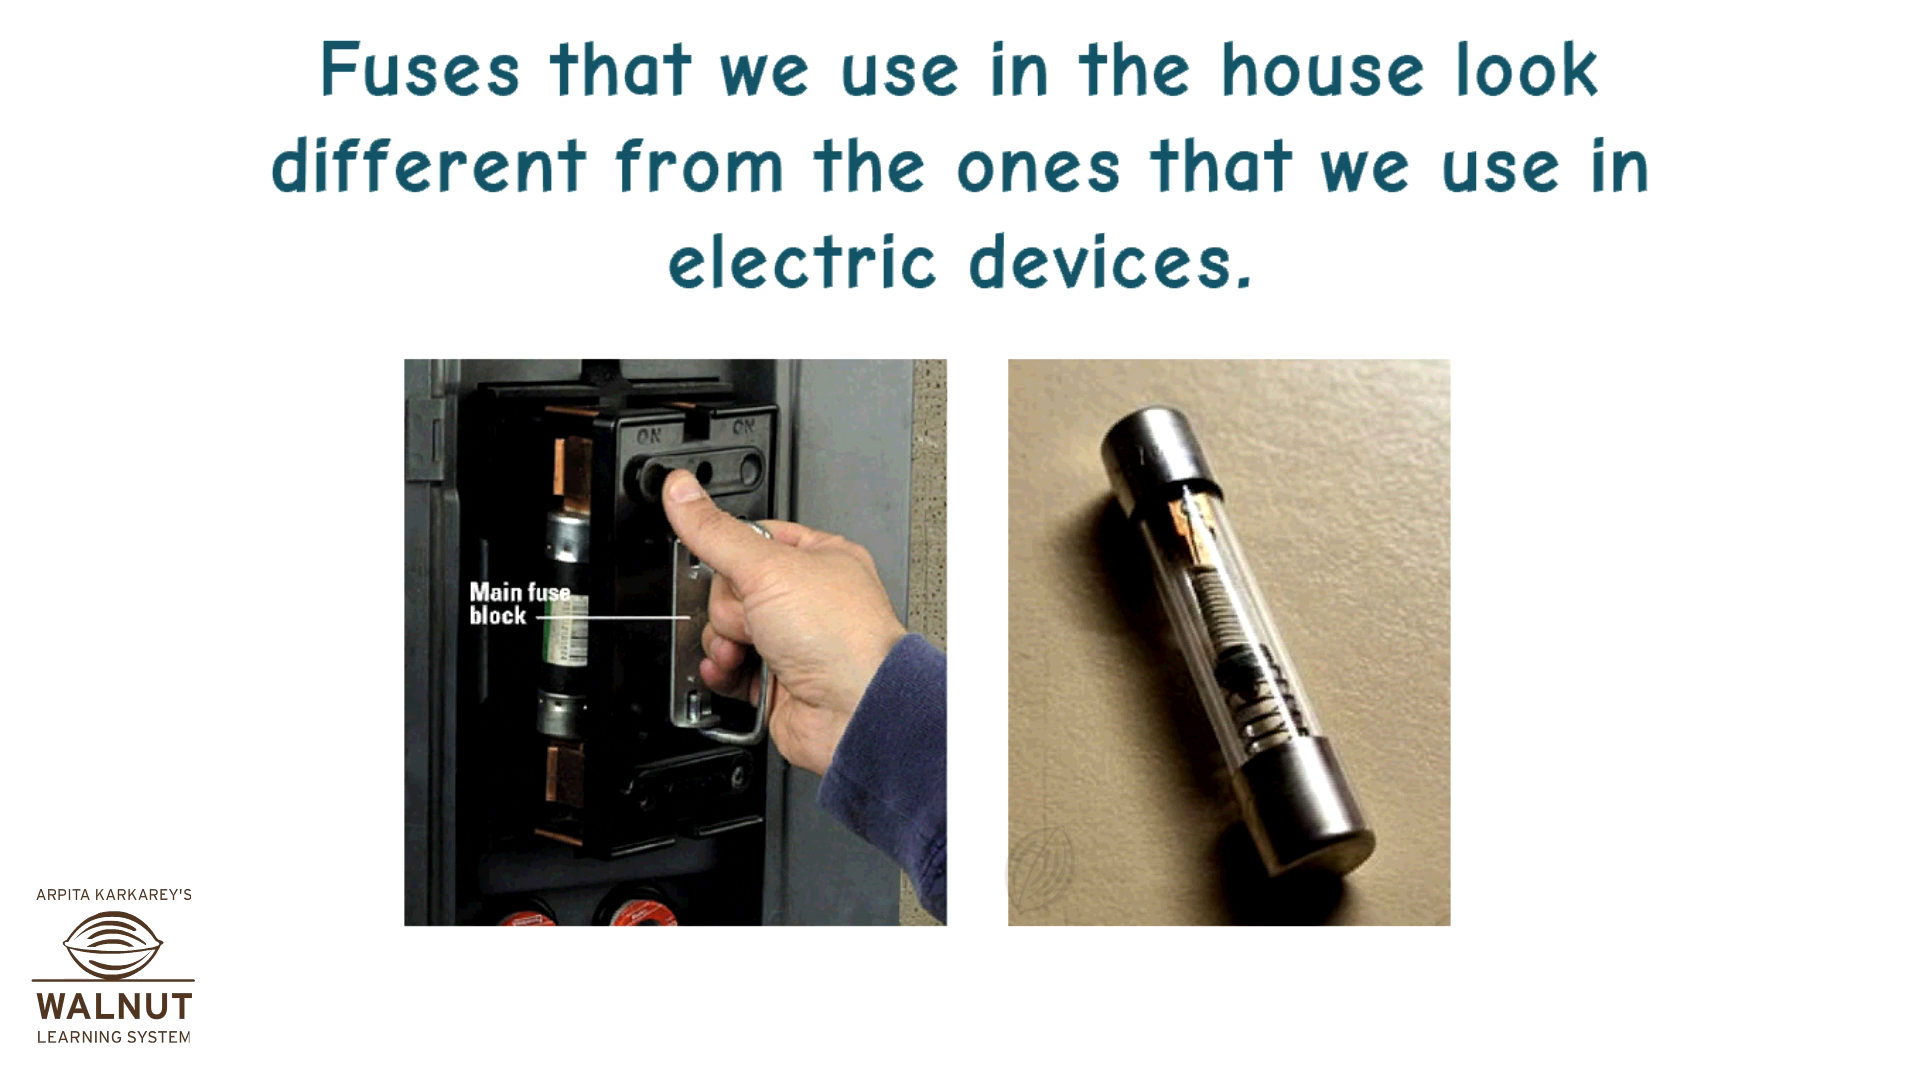 Fuses that we use in the house look
different from the ones that we use in
electric devices.
ON
ON
Main fuse
block
ARPITA KARKAREY'S
WALNUT
LEARNING SYSTEM